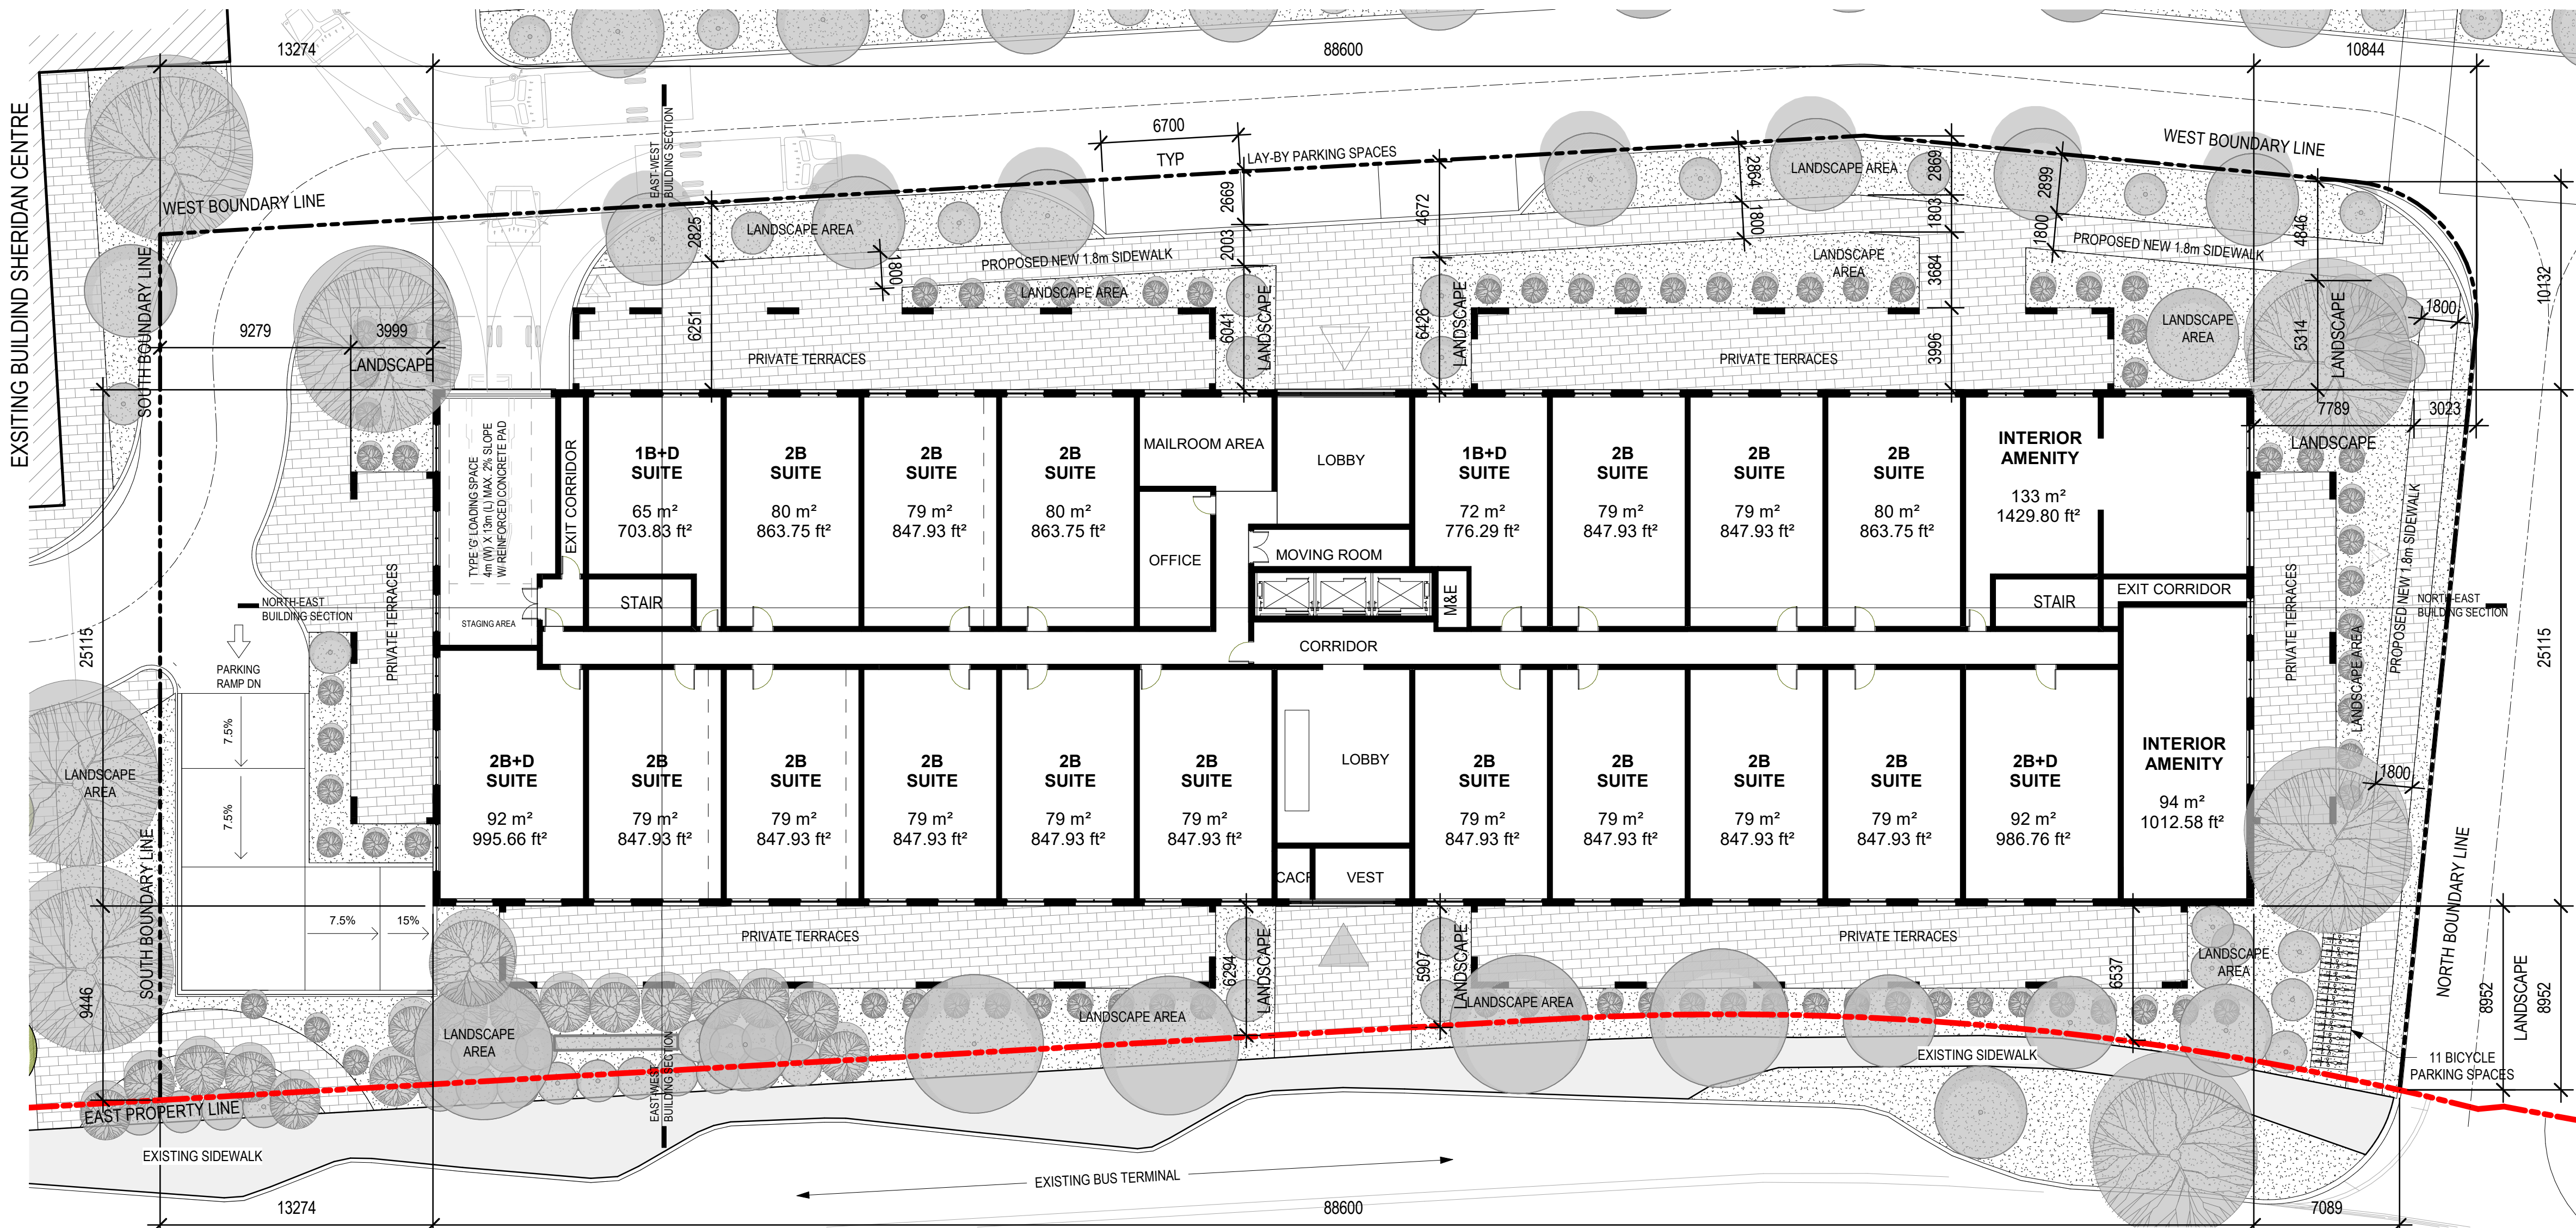 13274
88600
10844
EXSITING BUILDIND SHERIDAN CENTRE
WEST BOUNDARY LINE
SOUTH BOUNDARY LINE
EAST-WEST
BUILDING SECTION
6700
TYP
LAY-BY PARKING SPACES
WEST BOUNDARY LINE
2825
LANDSCAPE AREA
1800
PROPOSED NEW 1.8m SIDEWALK
LANDSCAPE AREA
2669
2003
6041
LANDSCAPE
4672
6426
LANDSCAPE
2864
1800
LANDSCAPE AREA
2869
1803
3684
3996
LANDSCAPE
AREA
2899
1800
PROPOSED NEW 1.8m SIDEWALK
4846
5314
LANDSCAPE
LANDSCAPE
AREA
1800
10132
9279
3999
LANDSCAPE
6251
PRIVATE TERRACES
PRIVATE TERRACES
7789
3023
LANDSCAPE
TYPE 'G' LOADING SPACE
4m (W) X 13m (L) MAX. 2% SLOPE
W/ REINFORCED CONCRETE PAD
STAGING AREA
EXIT CORRIDOR
1B+D
SUITE
65 m²
703.83 ft²
2B
SUITE
80 m²
863.75 ft²
2B
SUITE
79 m²
847.93 ft²
2B
SUITE
80 m²
863.75 ft²
MAILROOM AREA
OFFICE
LOBBY
MOVING ROOM
M&E
1B+D
SUITE
72 m²
776.29 ft²
2B
SUITE
79 m²
847.93 ft²
2B
SUITE
79 m²
847.93 ft²
2B
SUITE
80 m²
863.75 ft²
INTERIOR
AMENITY
133 m²
1429.80 ft²
STAIR
STAIR
EXIT CORRIDOR
CORRIDOR
NORTH-EAST
BUILDING SECTION
NORTH-EAST
BUILDING SECTION
PRIVATE TERRACES
PRIVATE TERRACES
LANDSCAPE AREA
PROPOSED NEW 1.8m SIDEWALK
25115
25115
PARKING
RAMP DN
7.5%
7.5%
7.5%
15%
LANDSCAPE
AREA
SOUTH BOUNDARY LINE
2B+D
SUITE
92 m²
995.66 ft²
2B
SUITE
79 m²
847.93 ft²
2B
SUITE
79 m²
847.93 ft²
2B
SUITE
79 m²
847.93 ft²
2B
SUITE
79 m²
847.93 ft²
2B
SUITE
79 m²
847.93 ft²
LOBBY
CACF
VEST
2B
SUITE
79 m²
847.93 ft²
2B
SUITE
79 m²
847.93 ft²
2B
SUITE
79 m²
847.93 ft²
2B
SUITE
79 m²
847.93 ft²
2B+D
SUITE
92 m²
986.76 ft²
INTERIOR
AMENITY
94 m²
1012.58 ft²
1800
NORTH BOUNDARY LINE
PRIVATE TERRACES
PRIVATE TERRACES
9446
6294
LANDSCAPE
5907
LANDSCAPE
6537
LANDSCAPE
AREA
8952
LANDSCAPE
8952
LANDSCAPE
AREA
LANDSCAPE AREA
LANDSCAPE AREA
EAST-WEST
BUILDING SECTION
EXISTING SIDEWALK
11 BICYCLE
PARKING SPACES
EAST PROPERTY LINE
EXISTING SIDEWALK
EXISTING BUS TERMINAL
13274
88600
7089